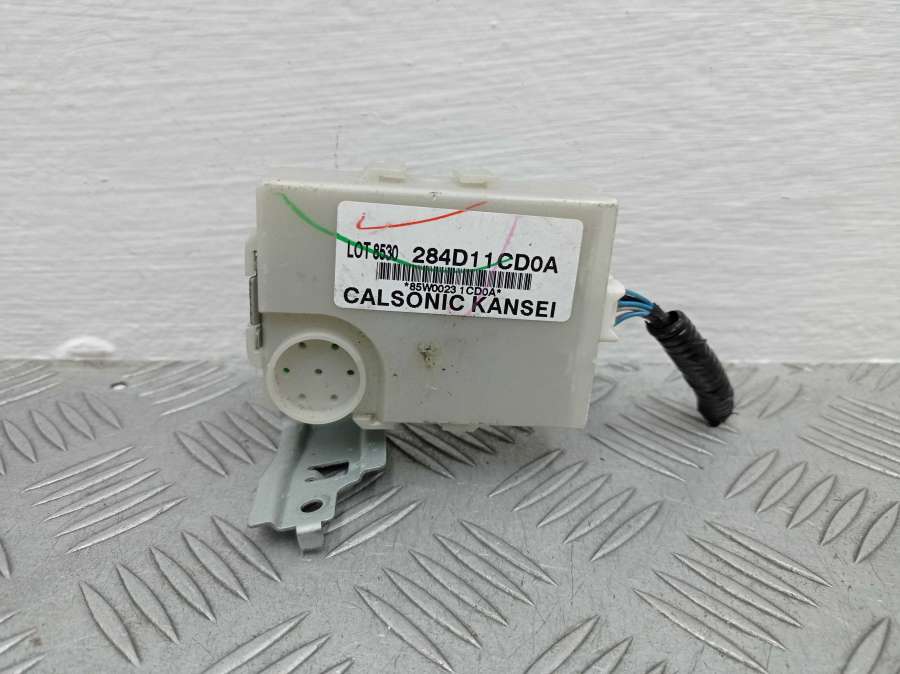 LOT 8530 284D11CD0A
*85W0023 1CD0A*
CALSONIC KANSEI